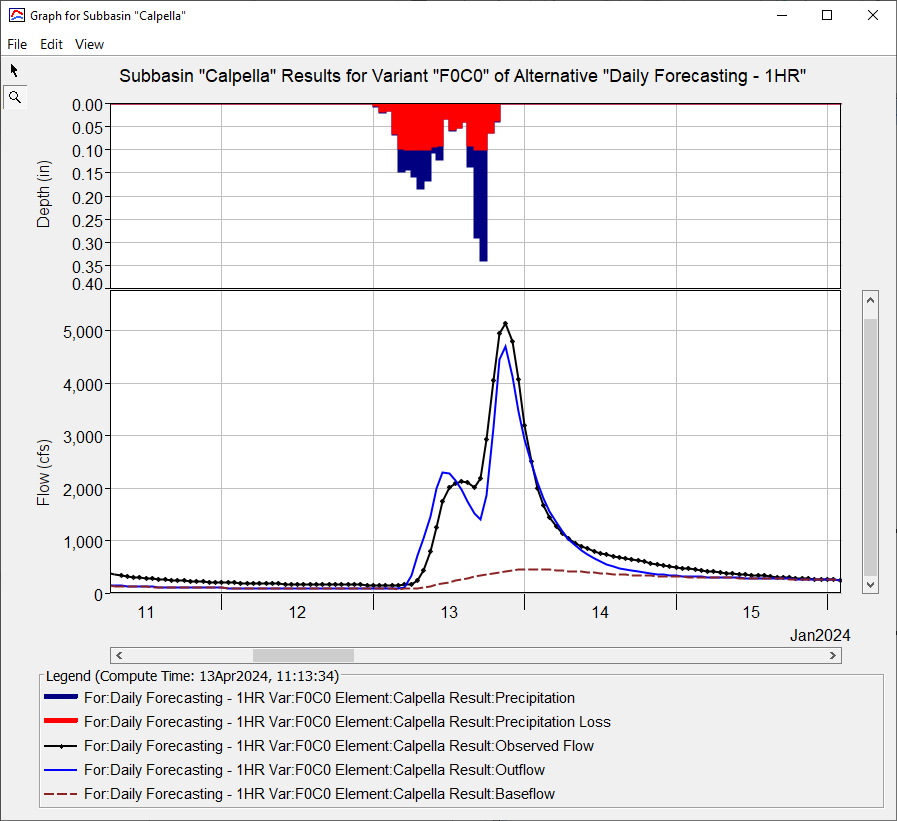 Graph for Subbasin "Calpella"
File Edit View
Subbasin "Calpella" Results for Variant "F0C0" of Alternative "Daily Forecasting - 1HR"
0.00
0.05
0.10
0.15
0.20
0.25
0.30
0.35
0.40
Depth (in)
5,000
4,000
3,000
2,000
1,000
0
Flow (cfs)
11 12 13 14 15
Jan2024
Legend (Compute Time: 13Apr2024, 11:13:34)
For:Daily Forecasting - 1HR Var:F0C0 Element:Calpella Result:Precipitation
For:Daily Forecasting - 1HR Var:F0C0 Element:Calpella Result:Precipitation Loss
For:Daily Forecasting - 1HR Var:F0C0 Element:Calpella Result:Observed Flow
For:Daily Forecasting - 1HR Var:F0C0 Element:Calpella Result:Outflow
For:Daily Forecasting - 1HR Var:F0C0 Element:Calpella Result:Baseflow